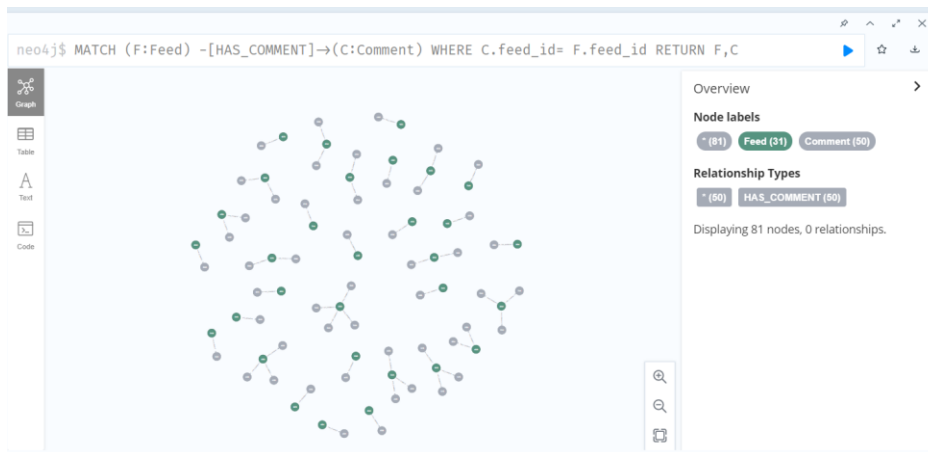 neo4j$ MATCH (F:Feed) -[HAS_COMMENT]→(C:Comment) WHERE C.feed_id= F.feed_id RETURN F,C
Graph
Table
A
Text
Code
Overview
Node labels
* (81) Feed (31) Comment (50)
Relationship Types
* (50) HAS_COMMENT (50)
Displaying 81 nodes, 0 relationships.